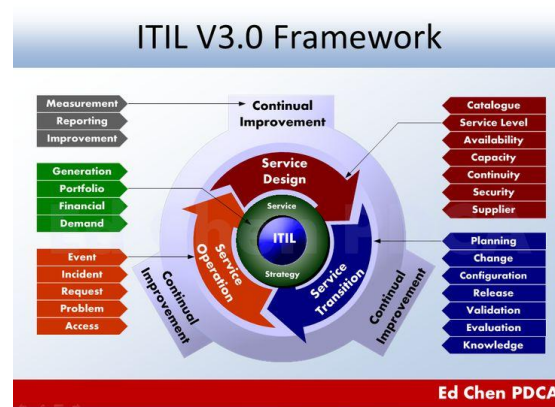 ITIL V3.0 Framework
Measurement
Reporting
Improvement
Generation
Portfolio
Financial
Demand
Event
Incident
Request
Problem
Access
Continual
Improvement
Service
Design
Service
ITIL
Strategy
Service
Operation
Service
Transition
Continual
Improvement
Continual
Improvement
Catalogue
Service Level
Availability
Capacity
Continuity
Security
Supplier
Planning
Change
Configuration
Release
Validation
Evaluation
Knowledge
Ed Chen PDCA